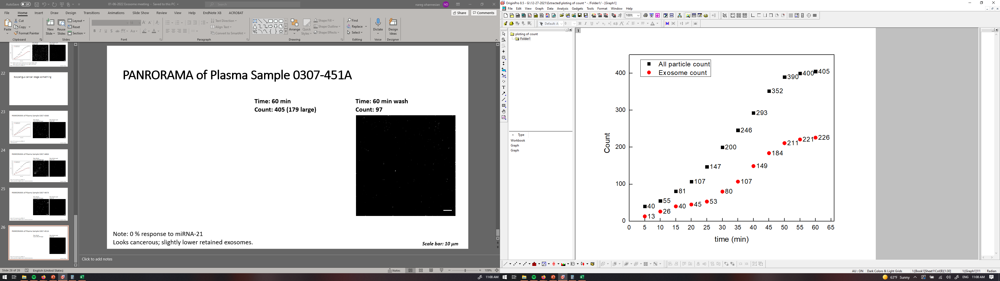 AutoSave Off
01-06-2022 Exosome meeting - Saved to this PC
Search
nareg ohannesian
NO
File Home Insert Draw Design Transitions Animations Slide Show Review View Help EndNote X8 ACROBAT
Share Comments
Paste
Cut
Copy
Format Painter
Clipboard
New Slide
Reuse Slides
Layout
Reset
Section
Slides
Font
Text Direction
Align Text
Convert to SmartArt
Paragraph
Arrange
Quick Styles
Shape Fill
Shape Outline
Shape Effects
Drawing
Find
Replace
Select
Editing
Dictate
Voice
Design Ideas
Designer
22
Esopahgus cancer stage something
23
PANRORAMA of Plasma Sample 0307-434A
24
PANRORAMA of Plasma Sample 0307-440A
25
PANRORAMA of Plasma Sample 0307-447A
26
PANRORAMA of Plasma Sample 0307-451A
PANRORAMA of Plasma Sample 0307-451A
Time: 60 min
Count: 405 (179 large)
Time: 60 min wash
Count: 97
Note: 0 % response to miRNA-21
Looks cancerous; slightly lower retained exosomes.
Scale bar: 10 µm
Click to add notes
Slide 26 of 26
English (United States)
Notes
109%
11:08 AM
OriginPro 8.5 - G:\12-27-2021\Extracted\ploting of count * - /Folder1/ - [Graph1]
File Edit View Graph Data Analysis Gadgets Tools Format Window Help
100%
Default: A
0
ploting of count
Folder1
Type
Workbook
Graph
Graph
1
All particle count
Exosome count
Count
400
300
200
100
0
40
55
81
107
147
200
246
293
352
390
400
405
13
26
40
45
53
80
107
149
184
211
221
226
0 5 10 15 20 25 30 35 40 45 50 55 60 65
time (min)
AU : ON
Dark Colors & Light Grids
1:[Book1]Sheet1!Col(B)[1:30]
1:[Graph1]1!1
Radian
63°F Sunny
ENG
11:08 AM